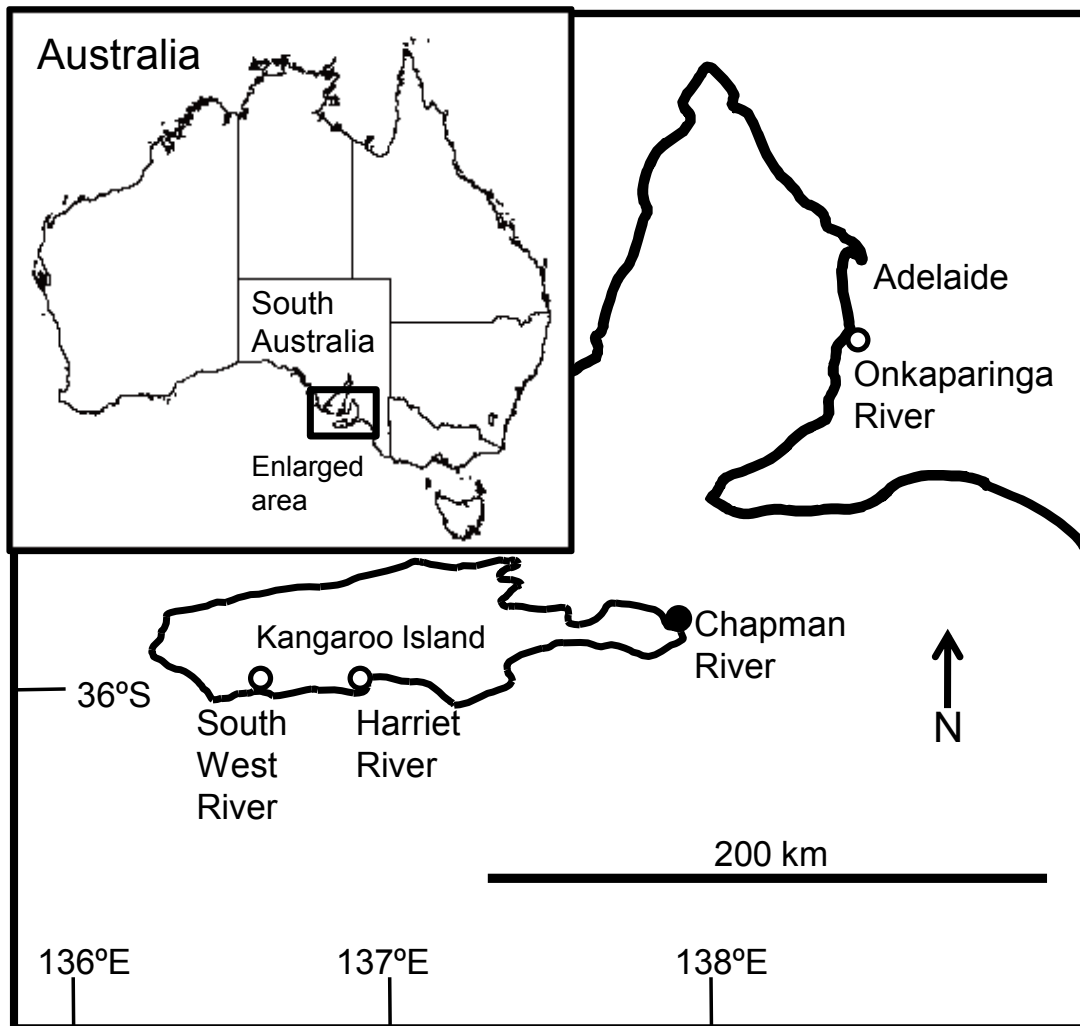 Australia
South
Australia
Enlarged
area
Adelaide
Onkaparinga
River
Kangaroo Island
Chapman
River
36ºS
South
West
River
Harriet
River
N
200 km
136ºE
137ºE
138ºE